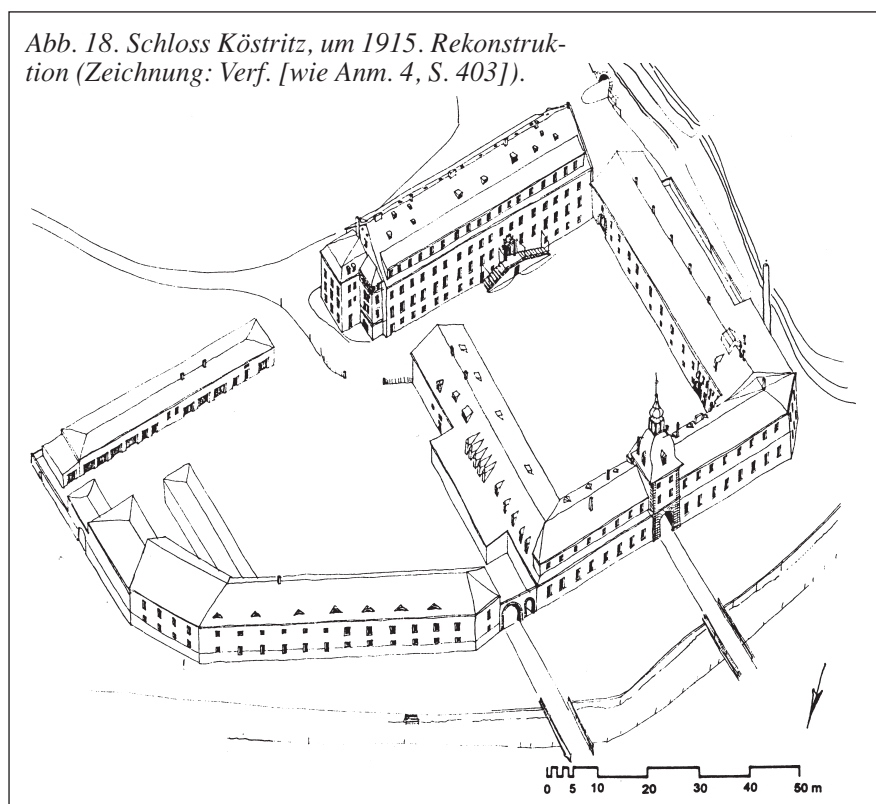 Abb. 18. Schloss Köstritz, um 1915. Rekonstruk-
tion (Zeichnung: Verf. [wie Anm. 4, S. 403]).
0 5 10 20 30 40 50 m